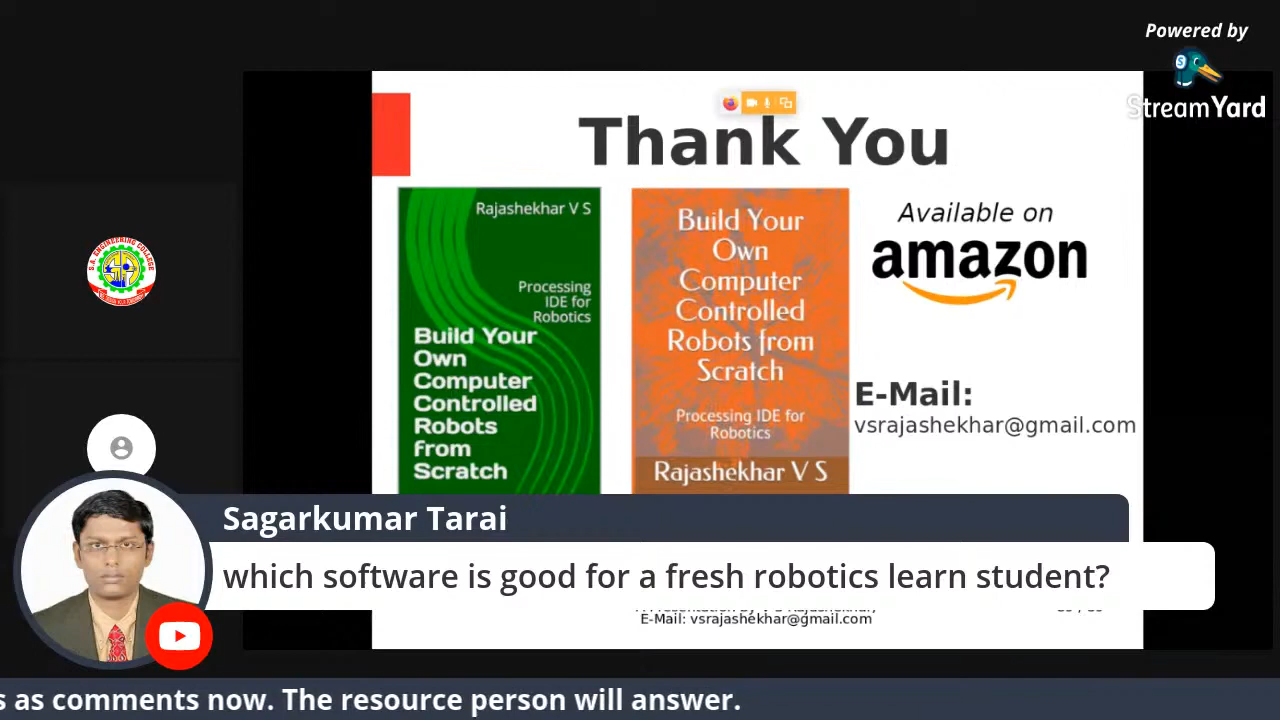 Powered by
StreamYard
Thank You
Rajashekhar V S
Processing
IDE for
Robotics
Build Your
Own
Computer
Controlled
Robots
from
Scratch
Build Your
Own
Computer
Controlled
Robots from
Scratch
Processing IDE for
Robotics
Rajashekhar V S
Available on
amazon
E-Mail:
vsrajashekhar@gmail.com
S.A. ENGINEERING COLLEGE
Sagarkumar Tarai
which software is good for a fresh robotics learn student?
E-Mail: vsrajashekhar@gmail.com
s as comments now. The resource person will answer.